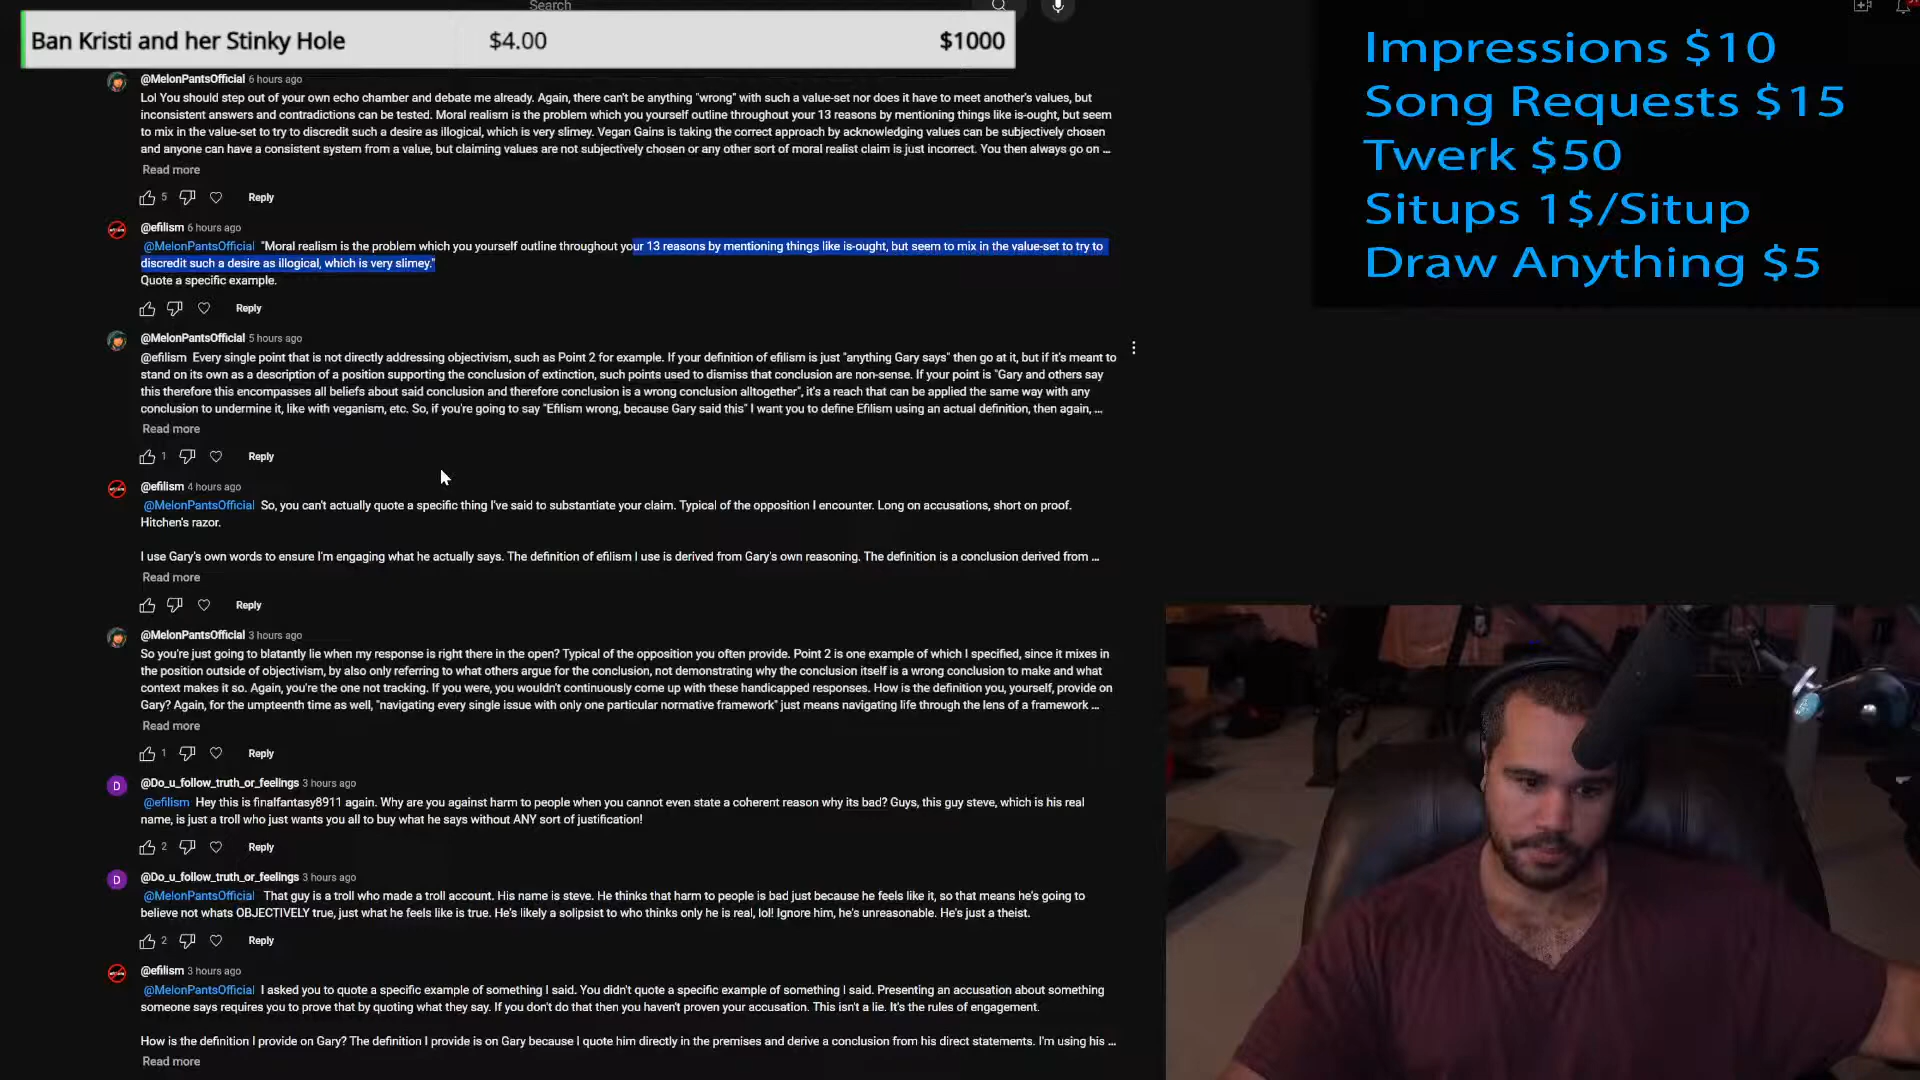 Search
Ban Kristi and her Stinky Hole $4.00 $1000
Impressions $10
Song Requests $15
Twerk $50
Situps 1$/Situp
Draw Anything $5
@MelonPantsOfficial 6 hours ago
Lol You should step out of your own echo chamber and debate me already. Again, there can't be anything "wrong" with such a value-set nor does it have to meet another's values, but
inconsistent answers and contradictions can be tested. Moral realism is the problem which you yourself outline throughout your 13 reasons by mentioning things like is-ought, but seem
to mix in the value-set to try to discredit such a desire as illogical, which is very slimey. Vegan Gains is taking the correct approach by acknowledging values can be subjectively chosen
and anyone can have a consistent system from a value, but claiming values are not subjectively chosen or any other sort of moral realist claim is just incorrect. You then always go on ...
Read more
5 Reply
@efilism 6 hours ago
@MelonPantsOfficial "Moral realism is the problem which you yourself outline throughout your 13 reasons by mentioning things like is-ought, but seem to mix in the value-set to try to
discredit such a desire as illogical, which is very slimey."
Quote a specific example.
Reply
@MelonPantsOfficial 5 hours ago
@efilism Every single point that is not directly addressing objectivism, such as Point 2 for example. If your definition of efilism is just "anything Gary says" then go at it, but if it's meant to
stand on its own as a description of a position supporting the conclusion of extinction, such points used to dismiss that conclusion are non-sense. If your point is "Gary and others say
this therefore this encompasses all beliefs about said conclusion and therefore conclusion is a wrong conclusion alltogether", it's a reach that can be applied the same way with any
conclusion to undermine it, like with veganism, etc. So, if you're going to say "Efilism wrong, because Gary said this" I want you to define Efilism using an actual definition, then again, ...
Read more
1 Reply
@efilism 4 hours ago
@MelonPantsOfficial So, you can't actually quote a specific thing I've said to substantiate your claim. Typical of the opposition I encounter. Long on accusations, short on proof.
Hitchen's razor.
I use Gary's own words to ensure I'm engaging what he actually says. The definition of efilism I use is derived from Gary's own reasoning. The definition is a conclusion derived from ...
Read more
Reply
@MelonPantsOfficial 3 hours ago
So you're just going to blatantly lie when my response is right there in the open? Typical of the opposition you often provide. Point 2 is one example of which I specified, since it mixes in
the position outside of objectivism, by also only referring to what others argue for the conclusion, not demonstrating why the conclusion itself is a wrong conclusion to make and what
context makes it so. Again, you're the one not tracking. If you were, you wouldn't continuously come up with these handicapped responses. How is the definition you, yourself, provide on
Gary? Again, for the umpteenth time as well, "navigating every single issue with only one particular normative framework" just means navigating life through the lens of a framework ...
Read more
1 Reply
D
@Do_u_follow_truth_or_feelings 3 hours ago
@efilism Hey this is finalfantasy8911 again. Why are you against harm to people when you cannot even state a coherent reason why its bad? Guys, this guy steve, which is his real
name, is just a troll who just wants you all to buy what he says without ANY sort of justification!
2 Reply
D
@Do_u_follow_truth_or_feelings 3 hours ago
@MelonPantsOfficial That guy is a troll who made a troll account. His name is steve. He thinks that harm to people is bad just because he feels like it, so that means he's going to
believe not whats OBJECTIVELY true, just what he feels like is true. He's likely a solipsist to who thinks only he is real, lol! Ignore him, he's unreasonable. He's just a theist.
2 Reply
@efilism 3 hours ago
@MelonPantsOfficial I asked you to quote a specific example of something I said. You didn't quote a specific example of something I said. Presenting an accusation about something
someone says requires you to prove that by quoting what they say. If you don't do that then you haven't proven your accusation. This isn't a lie. It's the rules of engagement.
How is the definition I provide on Gary? The definition I provide is on Gary because I quote him directly in the premises and derive a conclusion from his direct statements. I'm using his ...
Read more